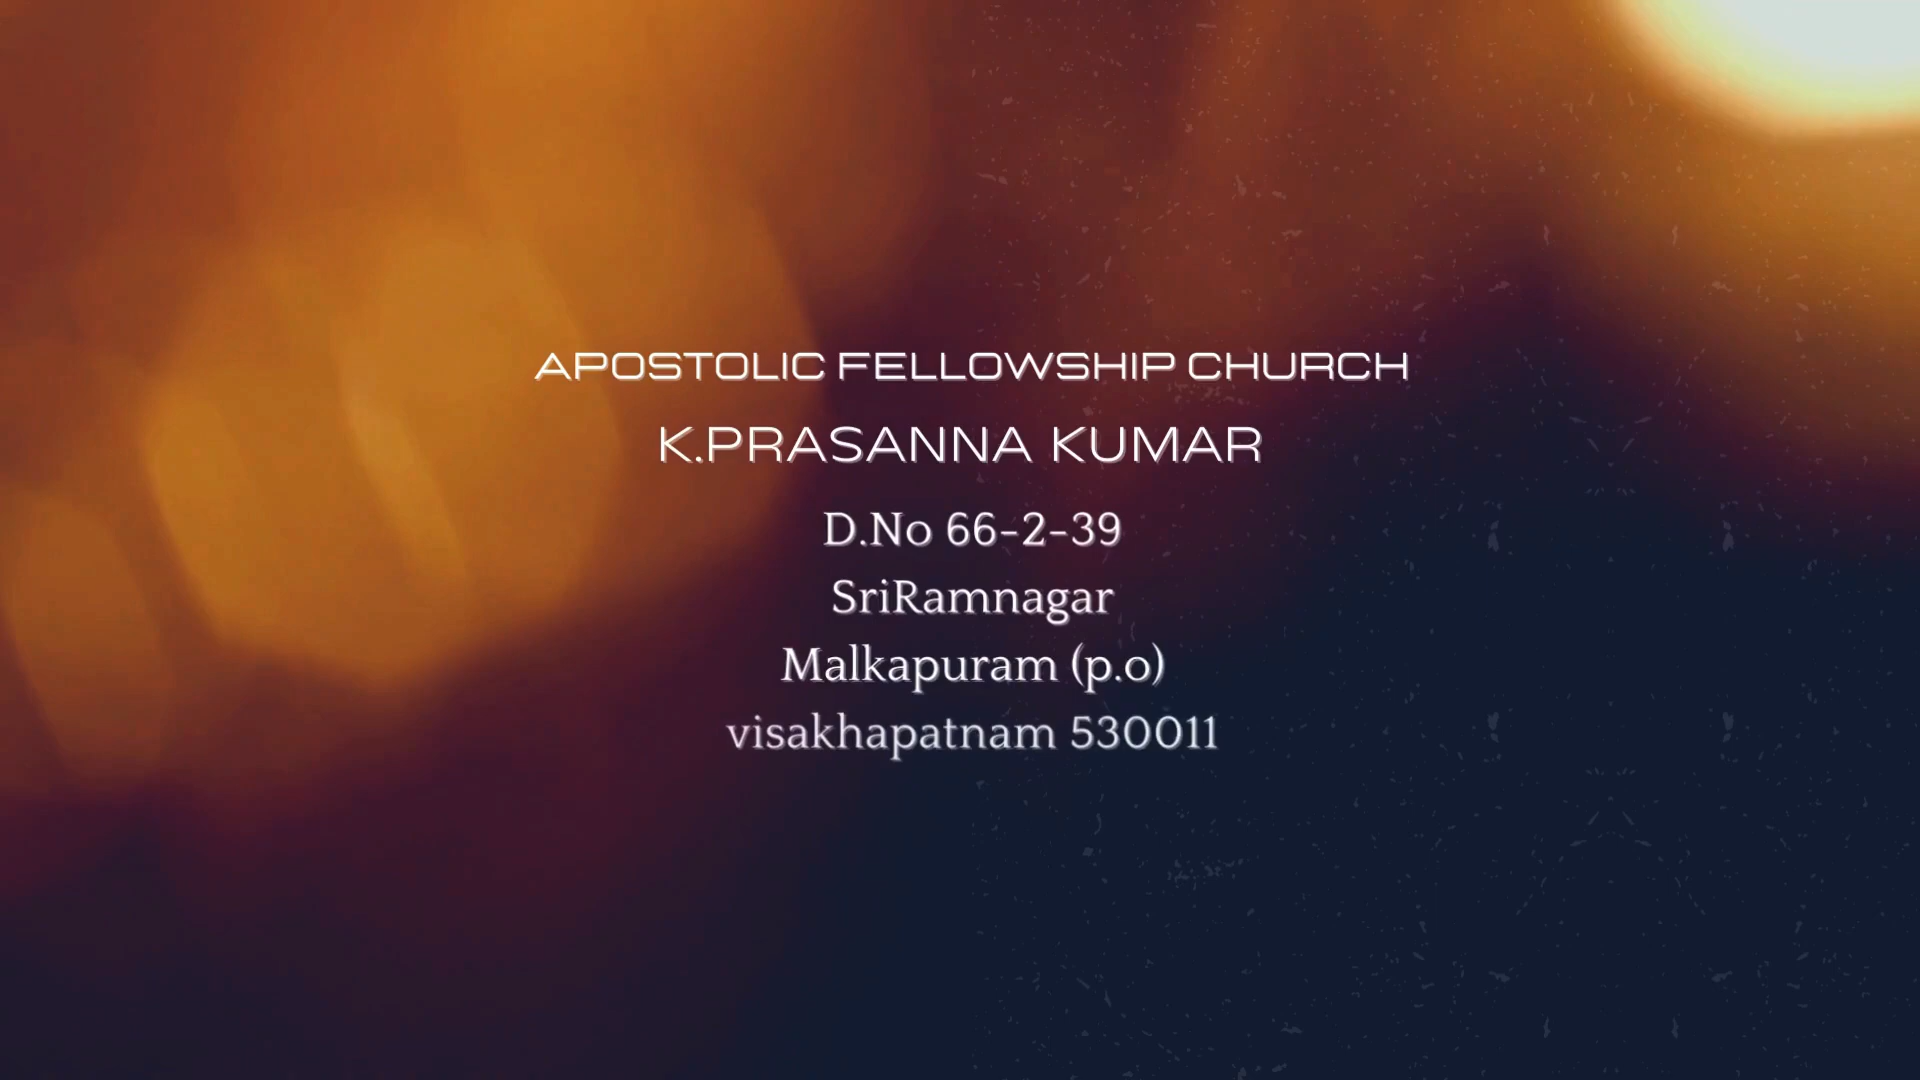 APOSTOLIC FELLOWSHIP CHURCH
K.PRASANNA KUMAR
D.No 66-2-39
SriRamnagar
Malkapuram (p.o)
visakhapatnam 530011